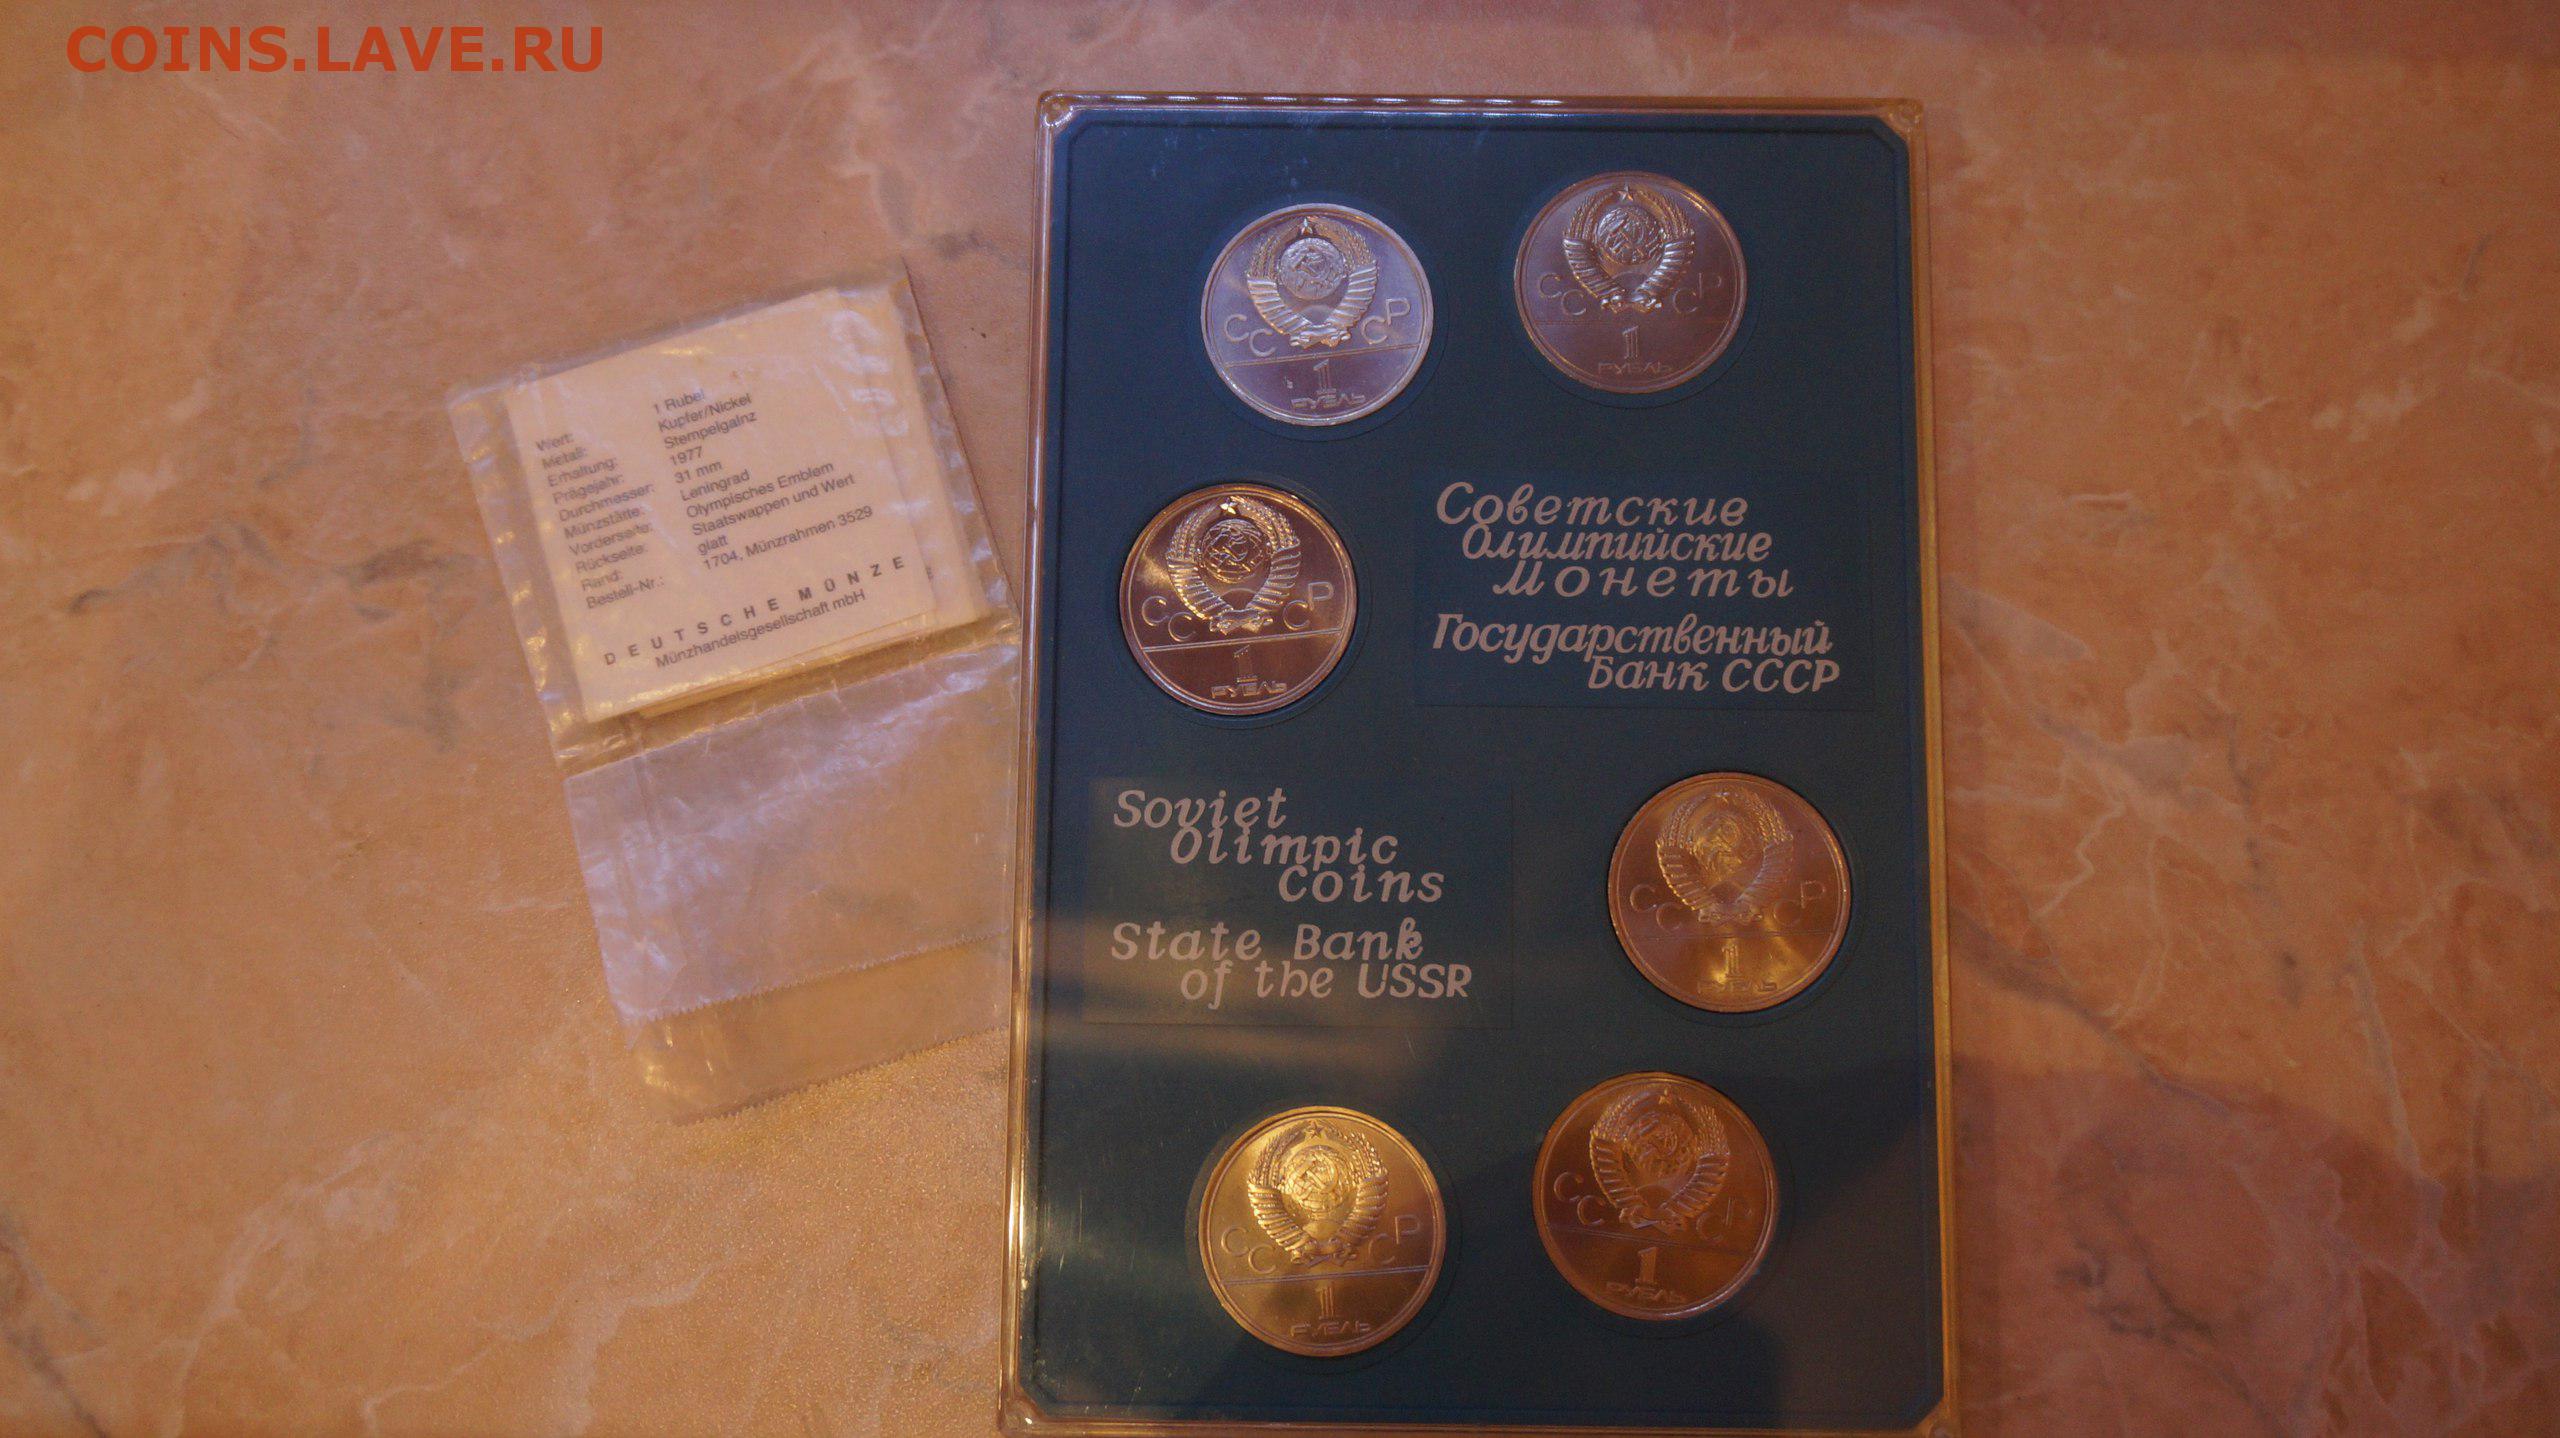 COINS.LAVE.RU
Wert: 1 Rubel
Metall: Kupfer/Nickel
Erhaltung: Stempelgalnz
Prägejahr: 1977
Durchmesser: 31 mm
Münzstätte: Leningrad
Vorderseite: Olympisches Emblem
Rückseite: Staatswappen und Wert
Rand: glatt
Bestell-Nr.: 1704, Münzrahmen 3529
DEUTSCHE MÜNZE
Münzhandelsgesellschaft mbH
СССР
1
РУБЛЬ
СССР
1
РУБЛЬ
СССР
1
РУБЛЬ
Советские
Олимпийские
монеты
Государственный
Банк СССР
Soviet
Olimpic
coins
State Bank
of the USSR
СССР
1
РУБЛЬ
СССР
1
РУБЛЬ
СССР
1
РУБЛЬ